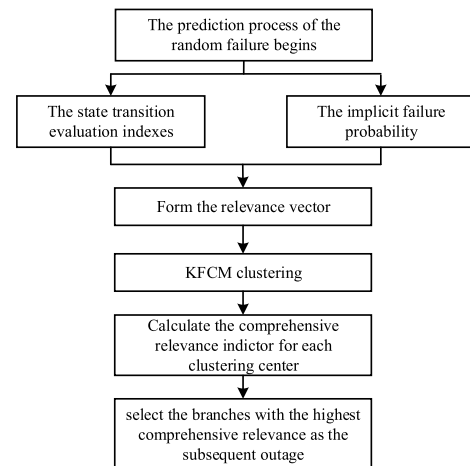 The prediction process of the
random failure begins
The state transition
evaluation indexes
The implicit failure
probability
Form the relevance vector
KFCM clustering
Calculate the comprehensive
relevance indictor for each
clustering center
select the branches with the highest
comprehensive relevance as the
subsequent outage